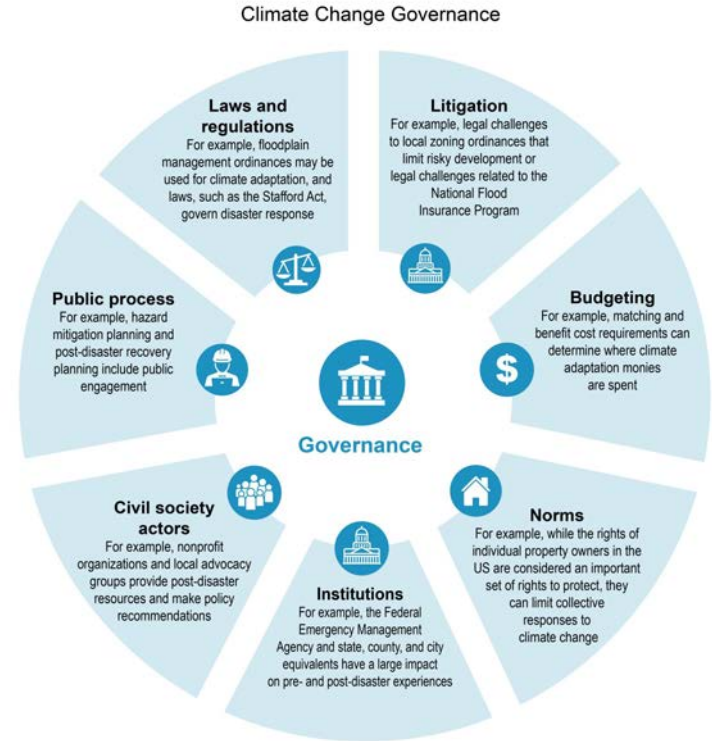 Climate Change Governance
Laws and
regulations
For example, floodplain
management ordinances may be
used for climate adaptation, and
laws, such as the Stafford Act,
govern disaster response
Litigation
For example, legal challenges
to local zoning ordinances that
limit risky development or
legal challenges related to the
National Flood
Insurance Program
Public process
For example, hazard
mitigation planning and
post-disaster recovery
planning include public
engagement
Budgeting
For example, matching and
benefit cost requirements can
determine where climate
adaptation monies
are spent
$
Governance
Civil society
actors
For example, nonprofit
organizations and local advocacy
groups provide post-disaster
resources and make policy
recommendations
Institutions
For example, the Federal
Emergency Management
Agency and state, county, and city
equivalents have a large impact
on pre- and post-disaster experiences
Norms
For example, while the rights of
individual property owners in the
US are considered an important
set of rights to protect, they
can limit collective
responses to
climate change